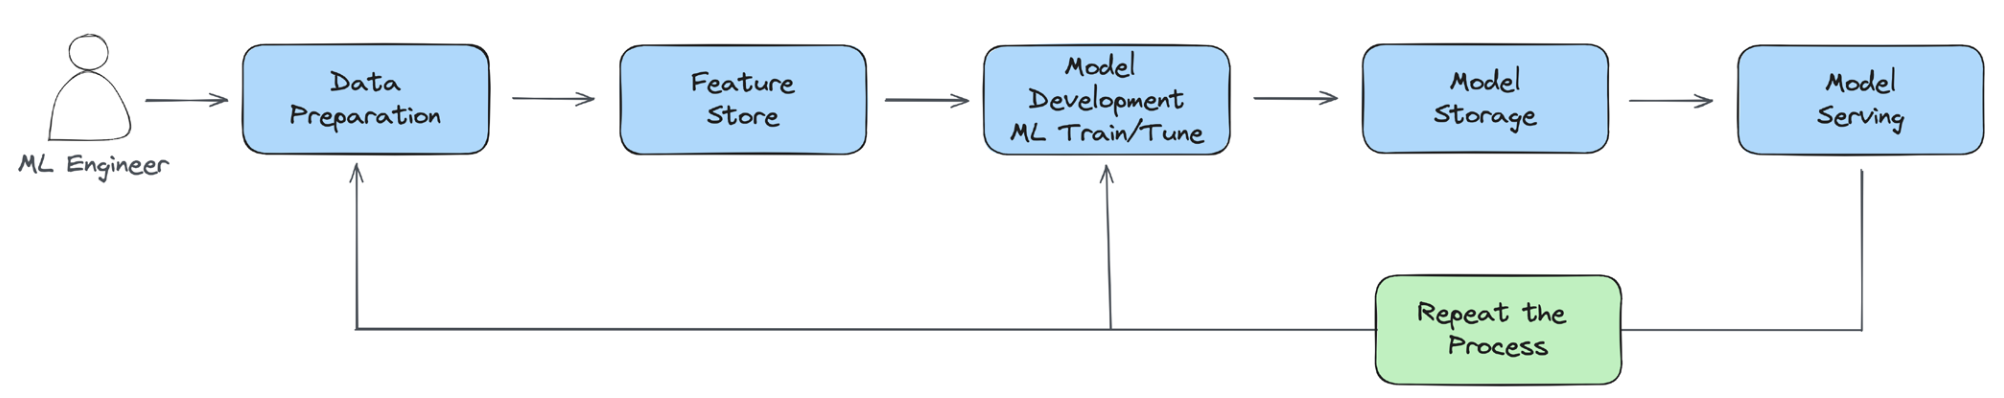 ML Engineer
Data
Preparation
Feature
Store
Model
Development
ML Train/Tune
Model
Storage
Model
Serving
Repeat the
Process